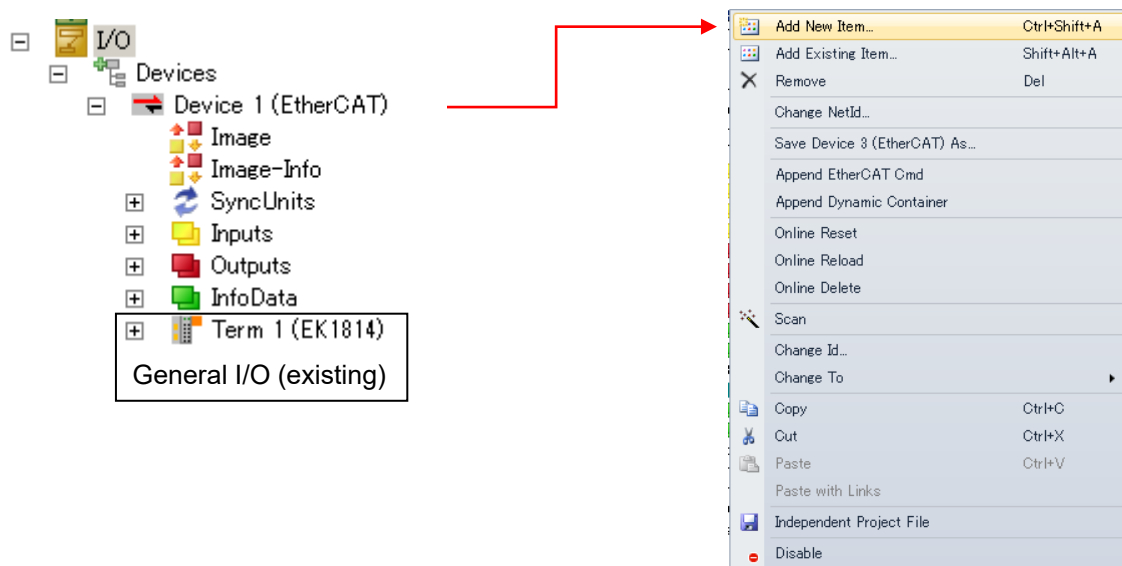 I/O
Devices
Device 1 (EtherCAT)
Image
Image-Info
SyncUnits
Inputs
Outputs
InfoData
Term 1 (EK1814)
General I/O (existing)
Add New Item... Ctrl+Shift+A
Add Existing Item... Shift+Alt+A
Remove Del
Change NetId...
Save Device 3 (EtherCAT) As...
Append EtherCAT Cmd
Append Dynamic Container
Online Reset
Online Reload
Online Delete
Scan
Change Id...
Change To
Copy Ctrl+C
Cut Ctrl+X
Paste Ctrl+V
Paste with Links
Independent Project File
Disable